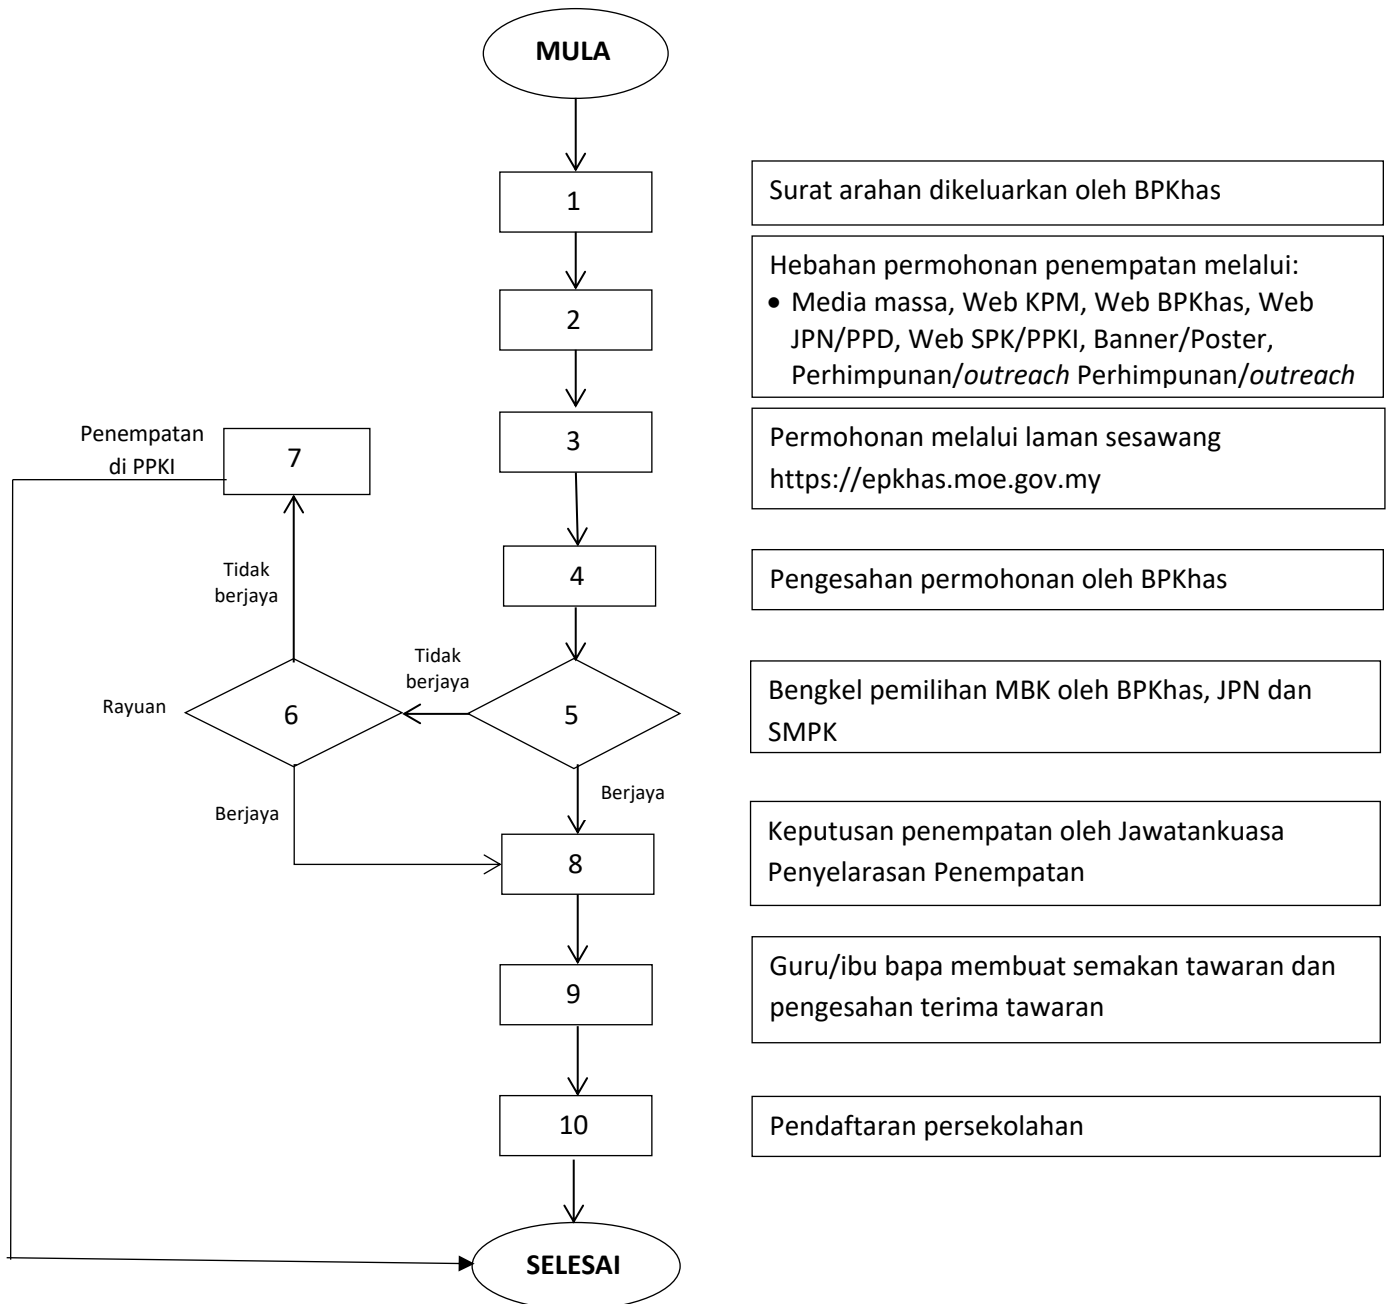 MULA
1
Surat arahan dikeluarkan oleh BPKhas
2
Hebahan permohonan penempatan melalui:
• Media massa, Web KPM, Web BPKhas, Web
JPN/PPD, Web SPK/PPKI, Banner/Poster,
Perhimpunan/outreach Perhimpunan/outreach
3
Permohonan melalui laman sesawang
https://epkhas.moe.gov.my
Penempatan
di PPKI
7
4
Pengesahan permohonan oleh BPKhas
Tidak
berjaya
Tidak
berjaya
Rayuan
6
5
Bengkel pemilihan MBK oleh BPKhas, JPN dan
SMPK
Berjaya
Berjaya
8
Keputusan penempatan oleh Jawatankuasa
Penyelarasan Penempatan
9
Guru/ibu bapa membuat semakan tawaran dan
pengesahan terima tawaran
10
Pendaftaran persekolahan
SELESAI